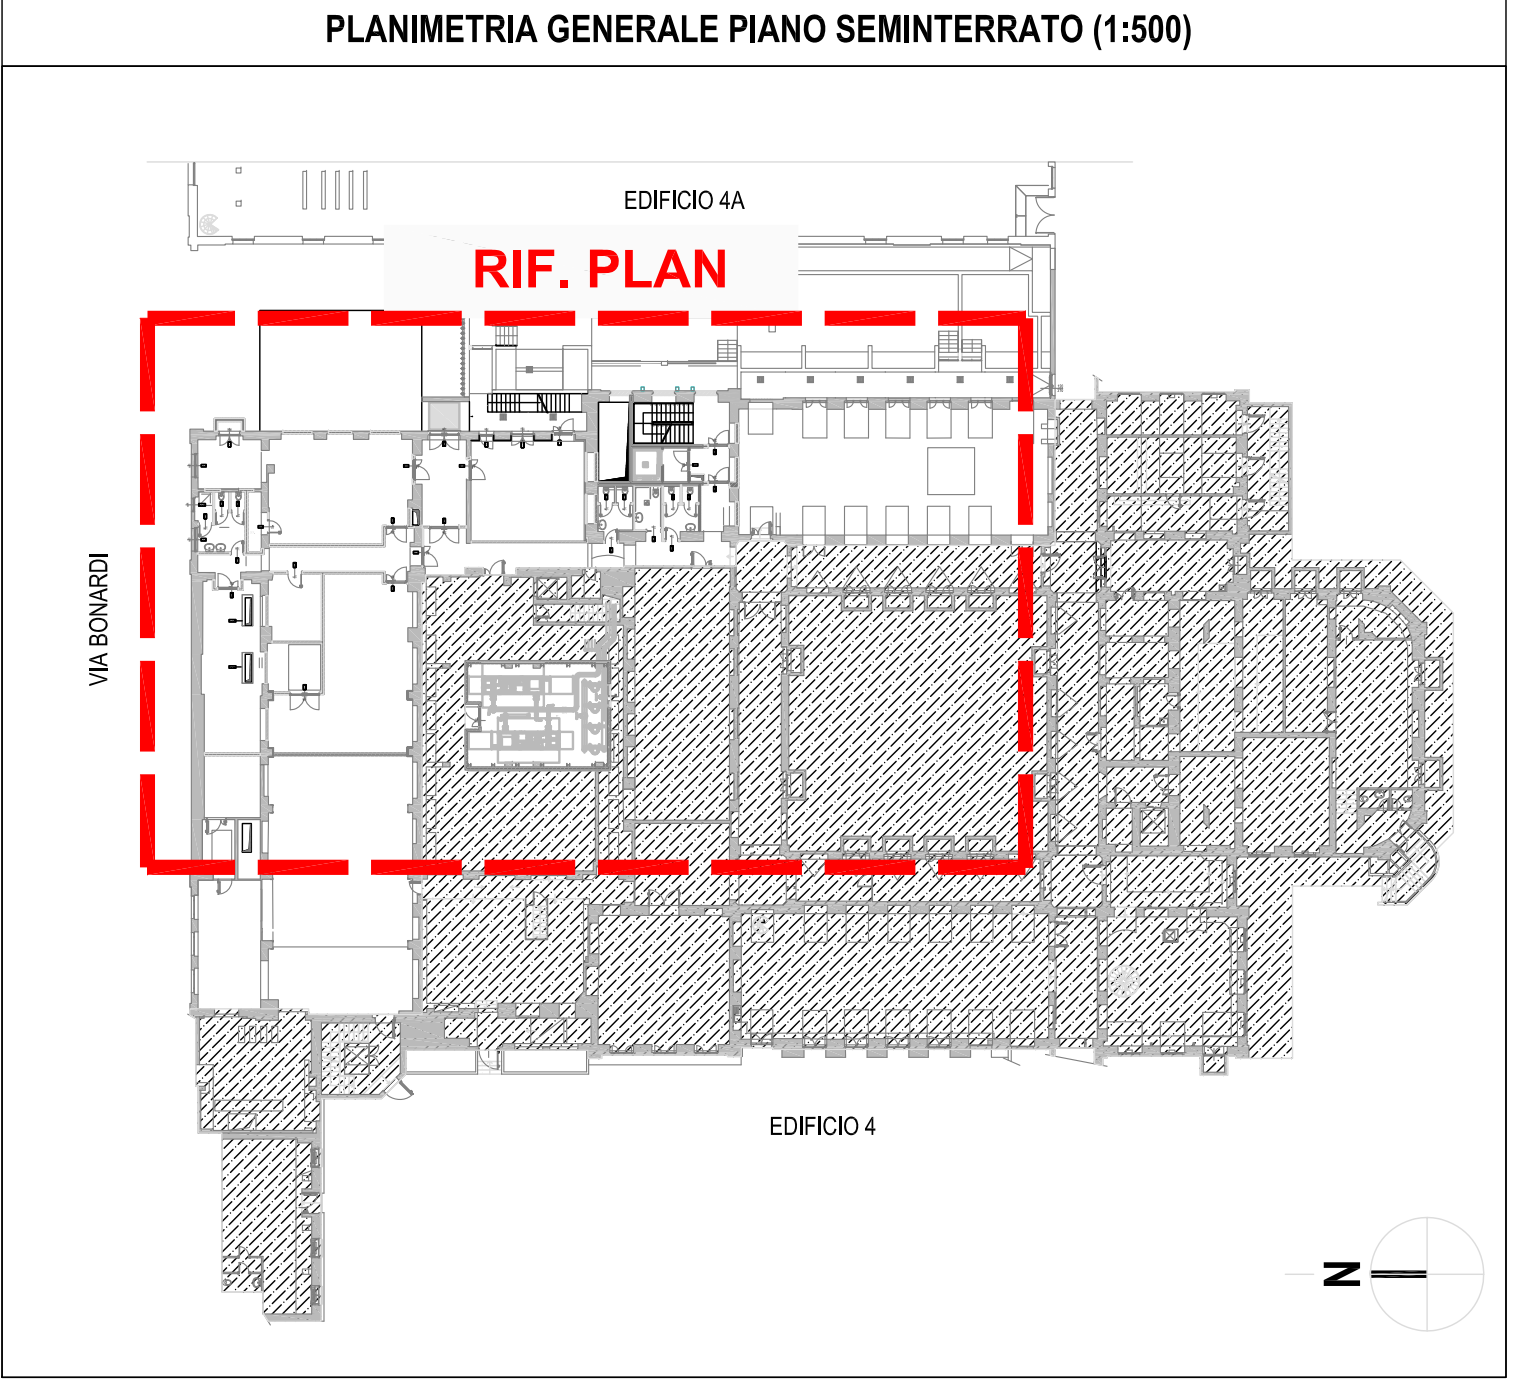 PLANIMETRIA GENERALE PIANO SEMINTERRATO (1:500)
EDIFICIO 4A
RIF. PLAN
VIA BONARDI
EDIFICIO 4
N